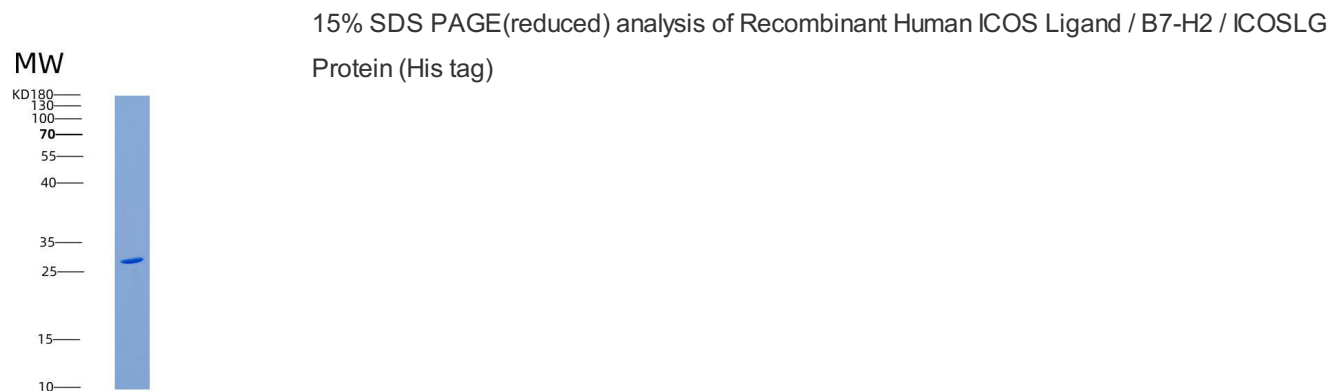 15% SDS PAGE(reduced) analysis of Recombinant Human ICOS Ligand / B7-H2 / ICOSLG
Protein (His tag)
MW
KD180
130
100
70
55
40
35
25
15
10